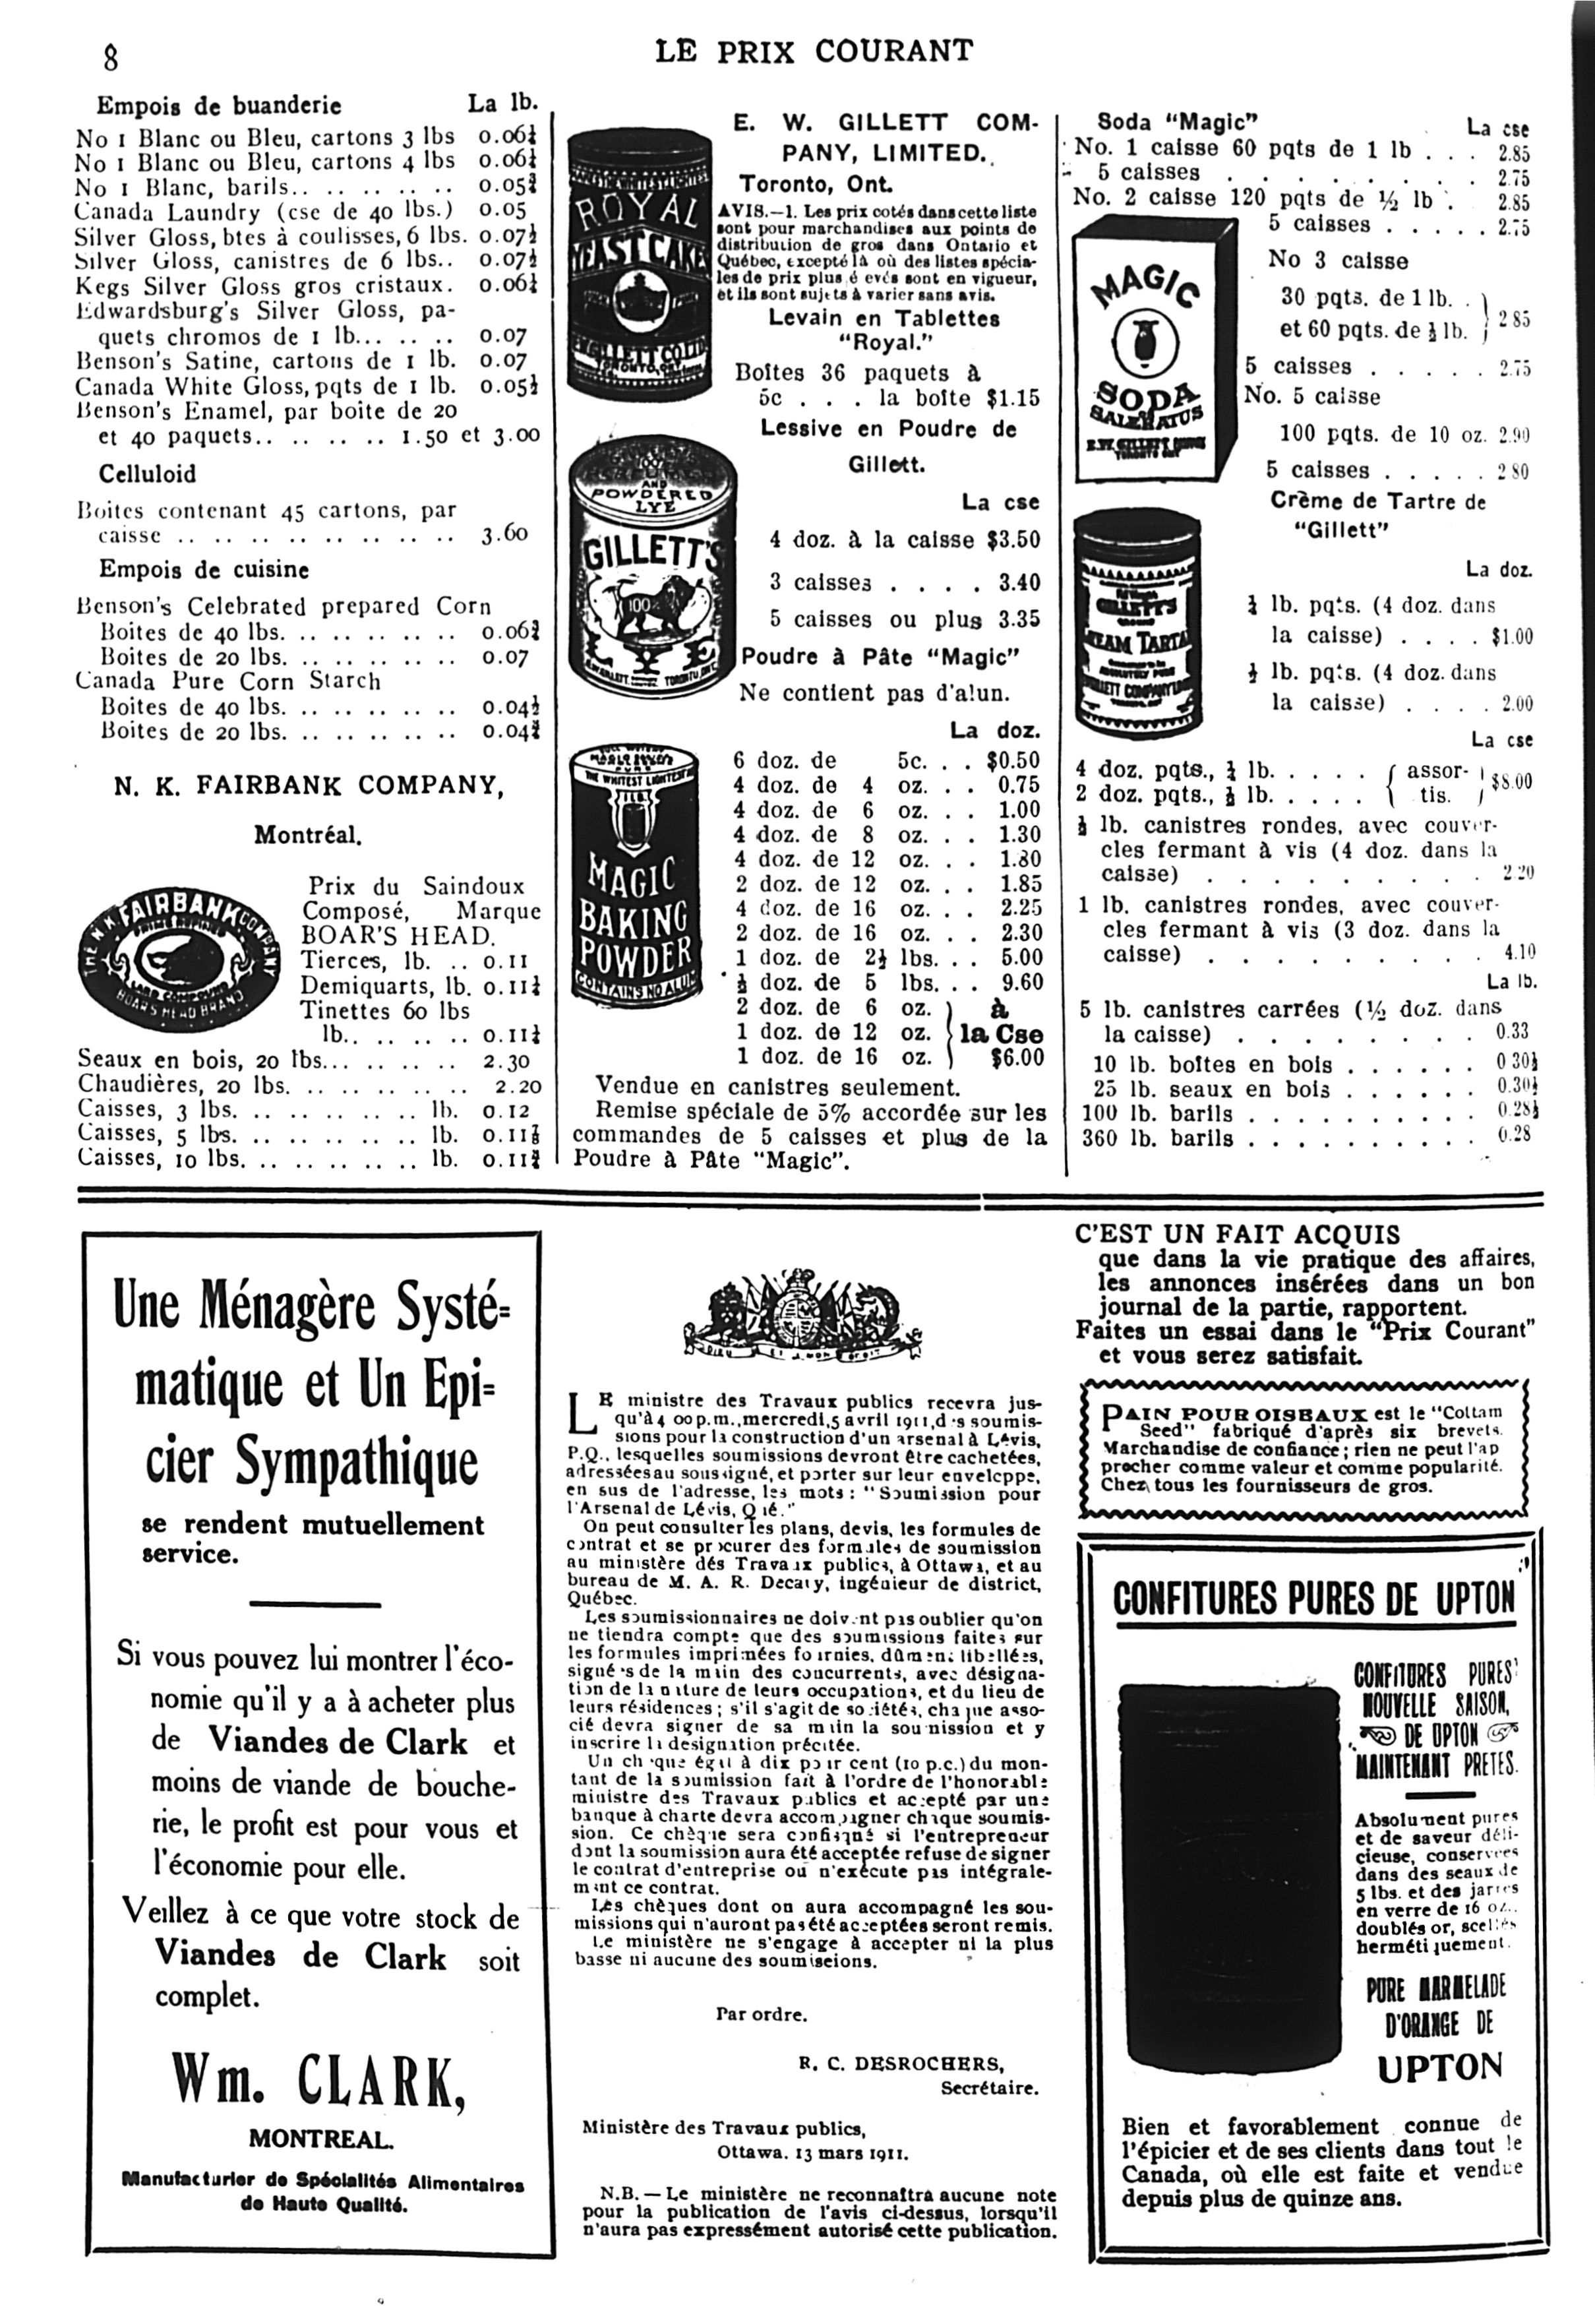 8
LE PRIX COURANT
Empois de buanderie La lb.
No 1 Blanc ou Bleu, cartons 3 lbs 0.06¼
No 1 Blanc ou Bleu, cartons 4 lbs 0.06¼
No 1 Blanc, barils.. .. .. .. .. 0.05¾
Canada Laundry (cse de 40 lbs.) 0.05
Silver Gloss, btes à coulisses, 6 lbs. 0.07½
Silver Gloss, canistres de 6 lbs.. 0.07½
Kegs Silver Gloss gros cristaux. 0.06¼
Edwardsburg's Silver Gloss, pa-
quets chromos de 1 lb... .. .. 0.07
Benson's Satine, cartons de 1 lb. 0.07
Canada White Gloss, pqts de 1 lb. 0.05½
Benson's Enamel, par boite de 20
et 40 paquets.. .. .. .. 1.50 et 3.00
Celluloid
Boites contenant 45 cartons, par
caisse .. .. .. .. .. .. .. .. 3.60
Empois de cuisine
Benson's Celebrated prepared Corn
Boites de 40 lbs. .. .. .. .. .. 0.06¾
Boites de 20 lbs. .. .. .. .. .. 0.07
Canada Pure Corn Starch
Boites de 40 lbs. .. .. .. .. .. 0.04½
Boites de 20 lbs. .. .. .. .. .. 0.04¾
N. K. FAIRBANK COMPANY,
Montréal.
THE N.K. FAIRBANK COMPANY
LARD COMPOUND
BOAR'S HEAD BRAND
Prix du Saindoux
Composé, Marque
BOAR'S HEAD.
Tierces, lb. .. 0.11
Demiquarts, lb. 0.11¼
Tinettes 60 lbs
lb.. .. .. .. 0.11¼
Seaux en bois, 20 lbs... .. .. .. 2.30
Chaudières, 20 lbs. .. .. .. .. .. 2.20
Caisses, 3 lbs. .. .. .. .. .. lb. 0.12
Caisses, 5 lbs. .. .. .. .. .. lb. 0.11⅞
Caisses, 10 lbs. .. .. .. .. .. lb. 0.11¾
ROYAL
YEAST CAKES
E.W. GILLETT CO. LTD.
TORONTO, ONT.
E. W. GILLETT COM-
PANY, LIMITED.
Toronto, Ont.
AVIS.—1. Les prix cotés dans cette liste
sont pour marchandises aux points de
distribution de gros dans Ontario et
Québec, excepté là où des listes spécia-
les de prix plus é evés sont en vigueur,
et ils sont sujets à varier sans avis.
Levain en Tablettes
"Royal."
Boîtes 36 paquets à
5c . . . la boîte $1.15
100%
AND
POWDERED
LYE
GILLETT'S
100%
LYE
Lessive en Poudre de
Gillett.
La cse
4 doz. à la caisse $3.50
3 caisses . . . . 3.40
5 caisses ou plus 3.35
Poudre à Pâte "Magic"
Ne contient pas d'alun.
THE WHITEST LIGHTEST
MAGIC
BAKING
POWDER
CONTAINS NO ALUM
La doz.
6 doz. de 5c. . . $0.50
4 doz. de 4 oz. . . 0.75
4 doz. de 6 oz. . . 1.00
4 doz. de 8 oz. . . 1.30
4 doz. de 12 oz. . . 1.80
2 doz. de 12 oz. . . 1.85
4 doz. de 16 oz. . . 2.25
2 doz. de 16 oz. . . 2.30
1 doz. de 2½ lbs. . . 5.00
½ doz. de 5 lbs. . . 9.60
2 doz. de 6 oz. } à
1 doz. de 12 oz. } la Cse
1 doz. de 16 oz. } $6.00
Vendue en canistres seulement.
Remise spéciale de 5% accordée sur les
commandes de 5 caisses et plus de la
Poudre à Pâte "Magic".
Soda "Magic" La cse
No. 1 caisse 60 pqts de 1 lb . . . 2.85
5 caisses . . . . . . . . 2.75
No. 2 caisse 120 pqts de ½ lb . 2.85
5 caisses . . . . . 2.75
MAGIC
SODA
SALERATUS
E.W. GILLETT
TORONTO ONT
No 3 caisse
30 pqts. de 1 lb. . }
et 60 pqts. de ½ lb. } 2 85
5 caisses . . . . . 2.75
No. 5 caisse
100 pqts. de 10 oz. 2.90
5 caisses . . . . . 2 80
GILLETT'S
CREAM TARTAR
ABSOLUTELY PURE
Crème de Tartre de
"Gillett"
La doz.
¼ lb. pqts. (4 doz. dans
la caisse) . . . . $1.00
½ lb. pqts. (4 doz. dans
la caisse) . . . . 2.00
La cse
4 doz. pqts., ¼ lb. . . . . . { assor- }
2 doz. pqts., ½ lb. . . . . . { tis. } $8.00
½ lb. canistres rondes, avec couver-
cles fermant à vis (4 doz. dans la
caisse) . . . . . . . . . 2 20
1 lb. canistres rondes, avec couver-
cles fermant à vis (3 doz. dans la
caisse) . . . . . . . . . 4.10
La lb.
5 lb. canistres carrées (½ doz. dans
la caisse) . . . . . . . . 0.33
10 lb. boîtes en bois . . . . . . 0 30½
25 lb. seaux en bois . . . . . . 0.30½
100 lb. barils . . . . . . . . . . 0.28½
360 lb. barils . . . . . . . . . . 0.28
Une Ménagère Systé-
matique et Un Epi-
cier Sympathique
se rendent mutuellement
service.
Si vous pouvez lui montrer l'éco-
nomie qu'il y a à acheter plus
de Viandes de Clark et
moins de viande de bouche-
rie, le profit est pour vous et
l'économie pour elle.
Veillez à ce que votre stock de
Viandes de Clark soit
complet.
Wm. CLARK,
MONTREAL.
Manufacturier de Spécialités Alimentaires
de Haute Qualité.
DIEU ET MON DROIT
LE ministre des Travaux publics recevra jus-
qu'à 4 00 p.m., mercredi, 5 avril 1911, d s soumis-
sions pour la construction d'un arsenal à Lévis,
P.Q., lesquelles soumissions devront être cachetées,
adressées au soussigné, et porter sur leur enveloppe,
en sus de l'adresse, les mots : "Soumission pour
l'Arsenal de Lévis, Qué."
On peut consulter les plans, devis, les formules de
contrat et se procurer des formules de soumission
au ministère dés Travaux publics, à Ottawa, et au
bureau de M. A. R. Decary, ingénieur de district,
Québec.
Les soumissionnaires ne doivent pas oublier qu'on
ne tiendra compte que des soumissions faites sur
les formules imprimées fournies, dûment libellées,
signées de la main des concurrents, avec désigna-
tion de la nature de leurs occupations, et du lieu de
leurs résidences ; s'il s'agit de sociétés, chaque asso-
cié devra signer de sa main la soumission et y
inscrire la désignation précitée.
Un chèque égal à dix pour cent (10 p.c.) du mon-
tant de la soumission fait à l'ordre de l'honorable
ministre des Travaux publics et accepté par une
banque à charte devra accompagner chaque soumis-
sion. Ce chèque sera confisqué si l'entrepreneur
dont la soumission aura été acceptée refuse de signer
le contrat d'entreprise ou n'exécute pas intégrale-
ment ce contrat.
Les chèques dont on aura accompagné les sou-
missions qui n'auront pas été acceptées seront remis.
Le ministère ne s'engage à accepter ni la plus
basse ni aucune des soumiseions.
Par ordre.
R. C. DESROCHERS,
Secrétaire.
Ministère des Travaux publics,
Ottawa. 13 mars 1911.
N.B. — Le ministère ne reconnaîtra aucune note
pour la publication de l'avis ci-dessus, lorsqu'il
n'aura pas expressément autorisé cette publication.
C'EST UN FAIT ACQUIS
que dans la vie pratique des affaires,
les annonces insérées dans un bon
journal de la partie, rapportent.
Faites un essai dans le "Prix Courant"
et vous serez satisfait.
PAIN POUR OISEAUX est le "Cottam
Seed" fabriqué d'après six brevets.
Marchandise de confiance ; rien ne peut l'ap
procher comme valeur et comme popularité.
Chez tous les fournisseurs de gros.
CONFITURES PURES DE UPTON
CONFITURES PURES
NOUVELLE SAISON,
DE UPTON
MAINTENANT PRETES.
Absolument pures
et de saveur déli-
cieuse, conservées
dans des seaux de
5 lbs. et des jarres
en verre de 16 oz.
doublés or, scellés
hermétiquement.
PURE MARMELADE
D'ORANGE DE
UPTON
Bien et favorablement connue de
l'épicier et de ses clients dans tout le
Canada, où elle est faite et vendue
depuis plus de quinze ans.